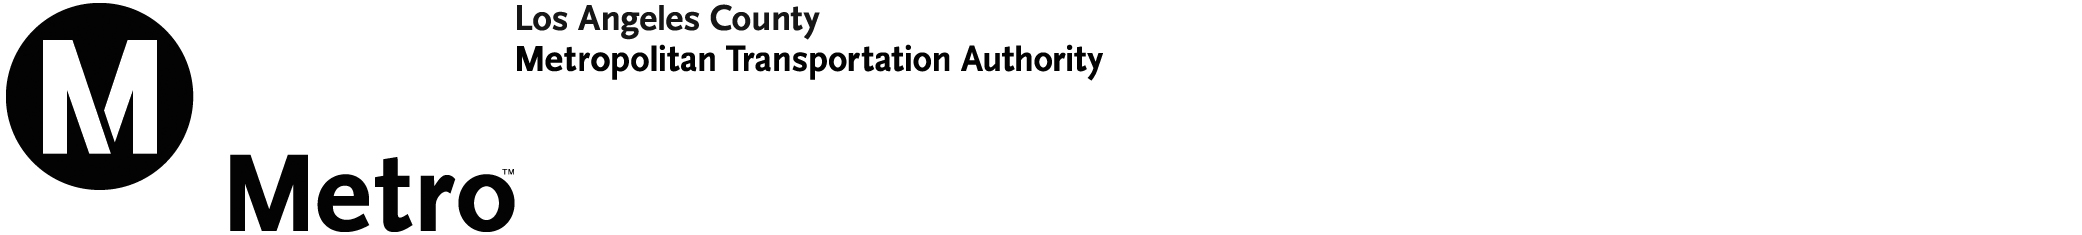 Los Angeles County
Metropolitan Transportation Authority
M
Metro™